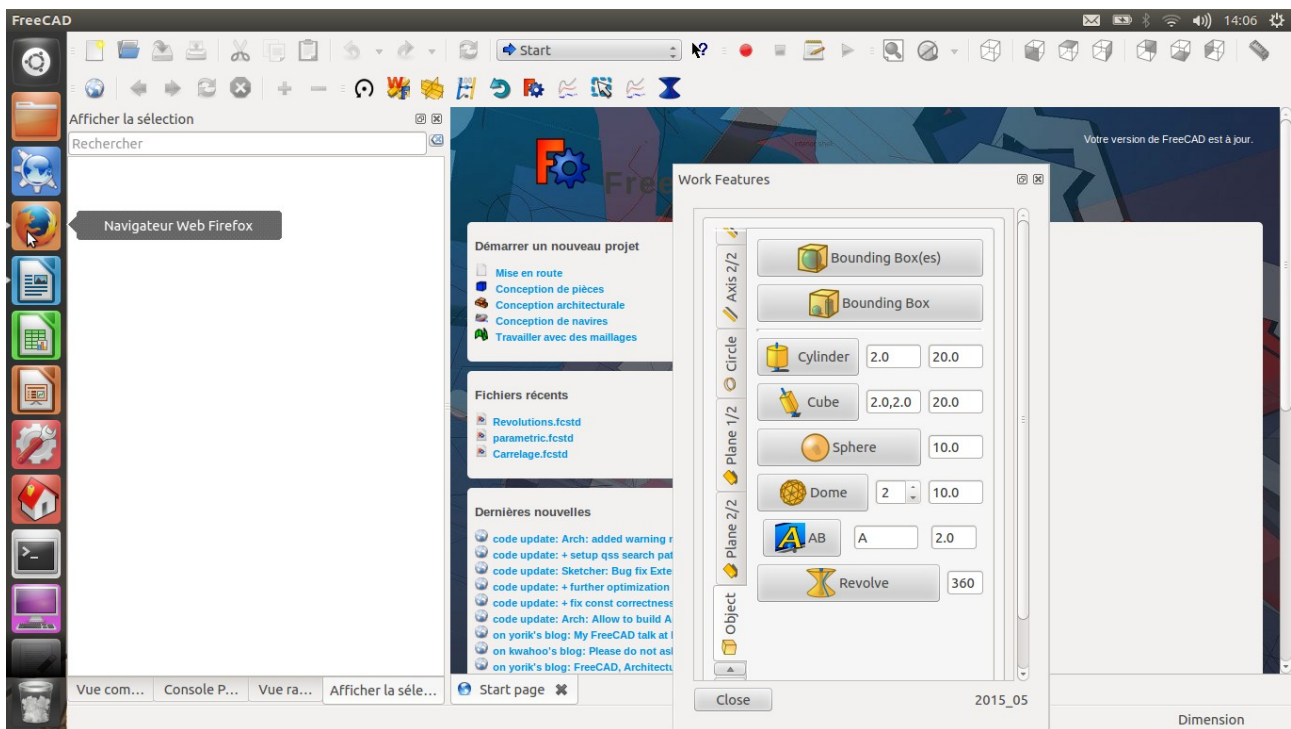 FreeCAD
14:06
Start
Afficher la sélection
Rechercher
Navigateur Web Firefox
Votre version de FreeCAD est à jour.
Free
Démarrer un nouveau projet
Mise en route
Conception de pièces
Conception architecturale
Conception de navires
Travailler avec des maillages
Fichiers récents
Revolutions.fcstd
parametric.fcstd
Carrelage.fcstd
Dernières nouvelles
code update: Arch: added warning
code update: + setup qss search
code update: Sketcher: Bug fix
code update: + further optimization
code update: + fix const correctness
code update: Arch: Allow to build
on yorik's blog: My FreeCAD talk at
on kwahoo's blog: Please do not
on yorik's blog: FreeCAD,
Work Features
Axis 2/2
Circle
Plane 1/2
Plane 2/2
Object
Bounding Box(es)
Bounding Box
Cylinder 2.0 20.0
Cube 2.0,2.0 20.0
Sphere 10.0
Dome 2 10.0
AB A 2.0
Revolve 360
Close 2015_05
Vue com... Console P... Vue ra... Afficher la séle...
Start page
Dimension